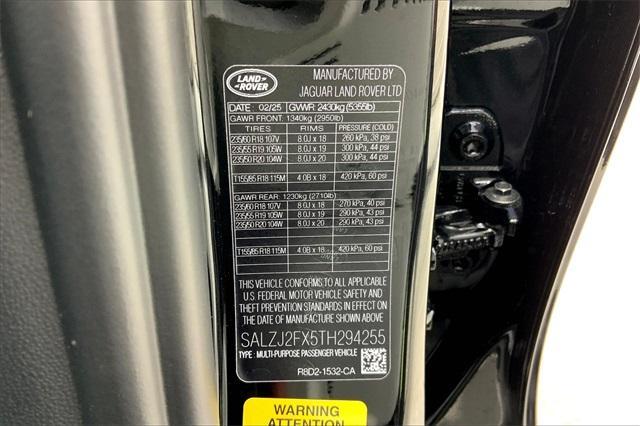 LAND-
ROVER
MANUFACTURED BY
JAGUAR LAND ROVER LTD
DATE : 02/25 GVWR: 2430kg (5355lb)
GAWR FRONT: 1340kg (2950lb)
TIRES RIMS PRESSURE (COLD)
235/60 R18 107V 8.0J x 18 260 kPa, 38 psi
235/55 R19 105W 8.0J x 19 300 kPa, 44 psi
235/50 R20 104W 8.0J x 20 300 kPa, 44 psi
T155/85 R18 115M 4.0B x 18 420 kPa, 60 psi
GAWR REAR: 1230kg (2710lb)
235/60 R18 107V 8.0J x 18 270 kPa, 40 psi
235/55 R19 105W 8.0J x 19 290 kPa, 43 psi
235/50 R20 104W 8.0J x 20 290 kPa, 43 psi
T155/85 R18 115M 4.0B x 18 420 kPa, 60 psi
THIS VEHICLE CONFORMS TO ALL APPLICABLE
U.S. FEDERAL MOTOR VEHICLE SAFETY AND
THEFT PREVENTION STANDARDS IN EFFECT ON
THE DATE OF MANUFACTURE SHOWN ABOVE.
SALZJ2FX5TH294255
TYPE : MULTI-PURPOSE PASSENGER VEHICLE
R8D2-1532-CA
WARNING
ATTENTION